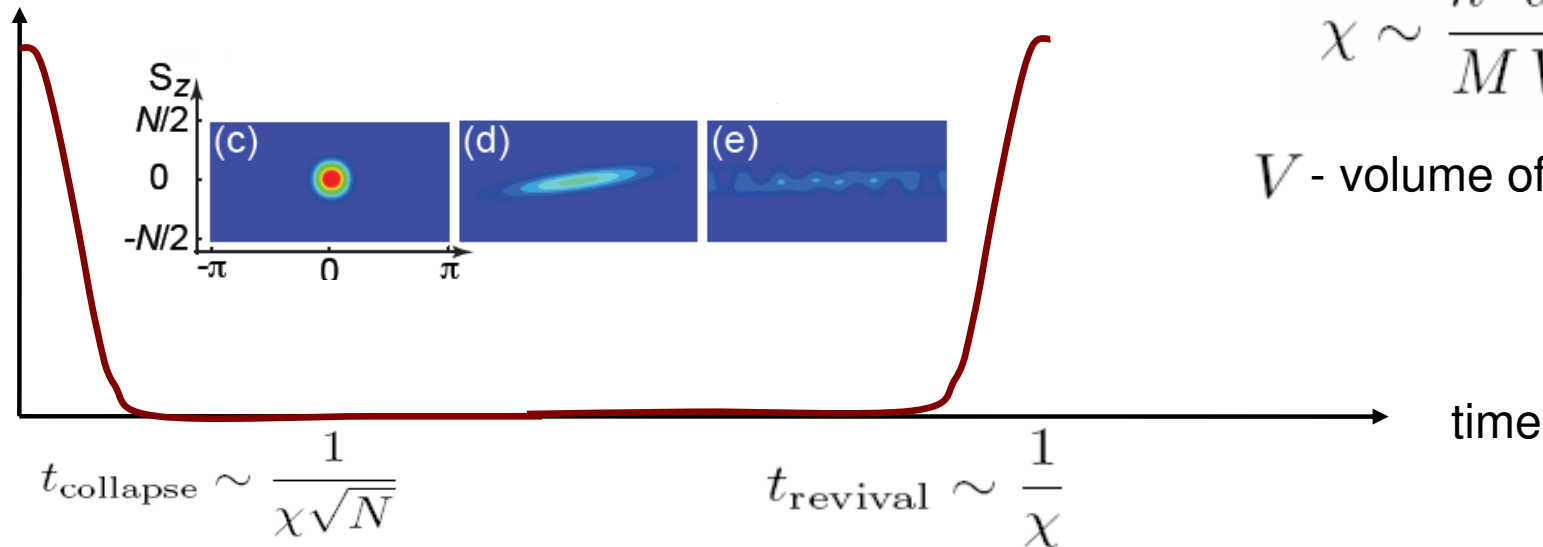 S_z
N/2
0
-N/2
(c)
(d)
(e)
-π 0 π
χ ~ 
M
V - volume of
time
t_collapse ~ 1/(χ√N)
t_revival ~ 1/χ